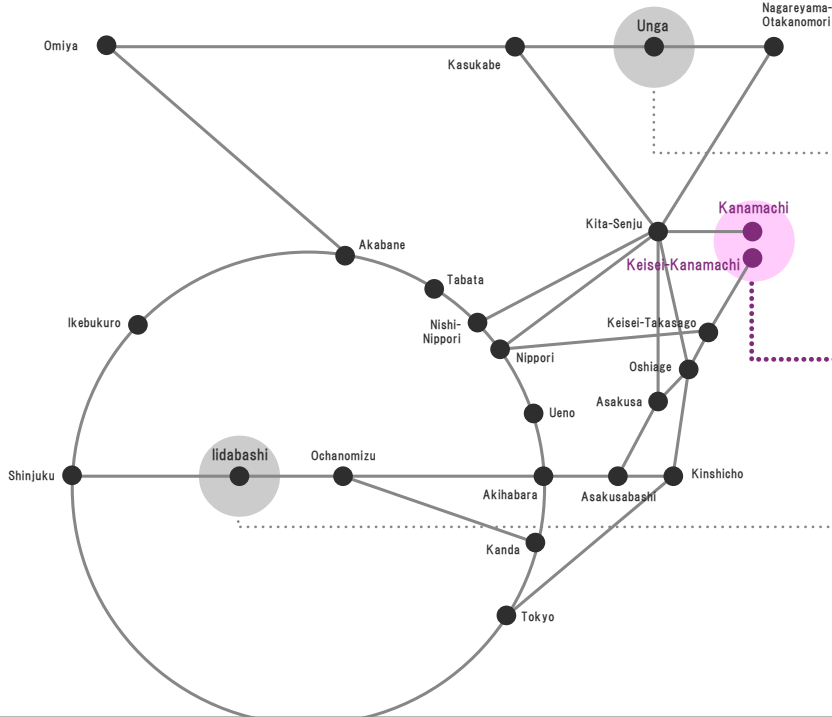 Nagareyama-
Otakanomori
Unga
Omiya
Kasukabe
Kanamachi
Kita-Senju
Akabane
Keisei-Kanamachi
Tabata
Ikebukuro
Nishi-
Nippori
Keisei-Takasago
Nippori
Oshiage
Asakusa
Ueno
Iidabashi
Ochanomizu
Shinjuku
Kinshicho
Akihabara
Asakusabashi
Kanda
Tokyo